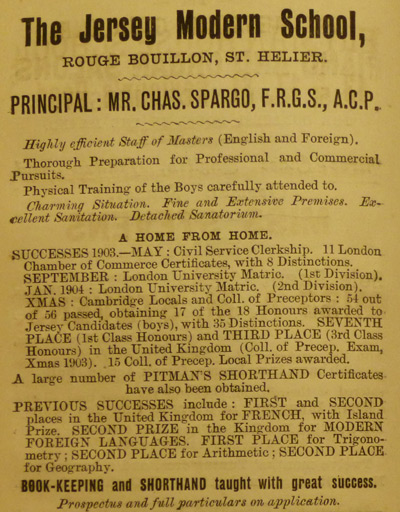 The Jersey Modern School,
ROUGE BOUILLON, ST. HELIER.
PRINCIPAL: MR. CHAS. SPARGO, F.R.G.S., A.C.P.
Highly efficient Staff of Masters (English and Foreign).
Thorough Preparation for Professional and Commercial
Pursuits.
Physical Training of the Boys carefully attended to.
Charming Situation. Fine and Extensive Premises. Ex-
cellent Sanitation. Detached Sanatorium.
A HOME FROM HOME.
SUCCESSES 1903.—MAY: Civil Service Clerkship. 11 London
Chamber of Commerce Certificates, with 8 Distinctions.
SEPTEMBER: London University Matric. (1st Division).
JAN. 1904: London University Matric. (2nd Division).
XMAS: Cambridge Locals and Coll. of Preceptors: 54 out
of 56 passed, obtaining 17 of the 18 Honours awarded to
Jersey Candidates (boys), with 35 Distinctions. SEVENTH
PLACE (1st Class Honours) and THIRD PLACE (3rd Class
Honours) in the United Kingdom (Coll. of Precep. Exam,
Xmas 1903). 15 Coll. of Precep. Local Prizes awarded.
A large number of PITMAN'S SHORTHAND Certificates
have also been obtained.
PREVIOUS SUCCESSES include: FIRST and SECOND
places in the United Kingdom for FRENCH, with Island
Prize. SECOND PRIZE in the Kingdom for MODERN
FOREIGN LANGUAGES. FIRST PLACE for Trigono-
metry; SECOND PLACE for Arithmetic; SECOND PLACE
for Geography.
BOOK-KEEPING and SHORTHAND taught with great success.
Prospectus and full particulars on application.